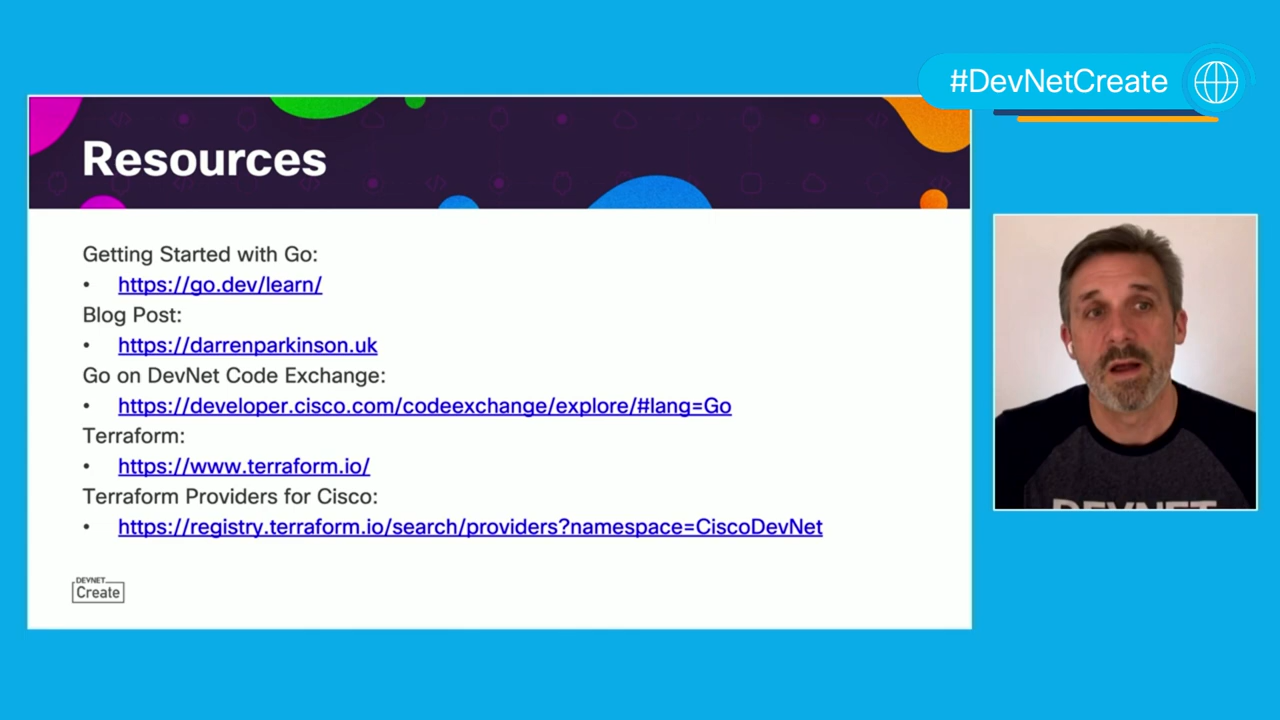 #DevNetCreate
Resources
Getting Started with Go:
• https://go.dev/learn/
Blog Post:
• https://darrenparkinson.uk
Go on DevNet Code Exchange:
• https://developer.cisco.com/codeexchange/explore/#lang=Go
Terraform:
• https://www.terraform.io/
Terraform Providers for Cisco:
• https://registry.terraform.io/search/providers?namespace=CiscoDevNet
DEVNET
Create
DEVNET